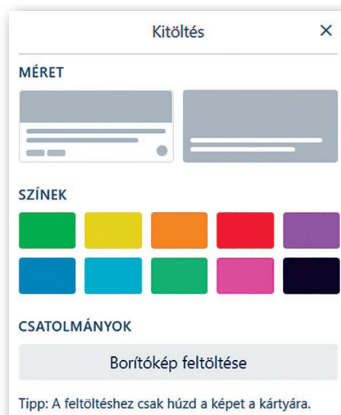 Kitöltés
MÉRET
SZÍNEK
CSATOLMÁNYOK
Borítókép feltöltése
Tipp: A feltöltéshez csak húzd a képet a kártyára.